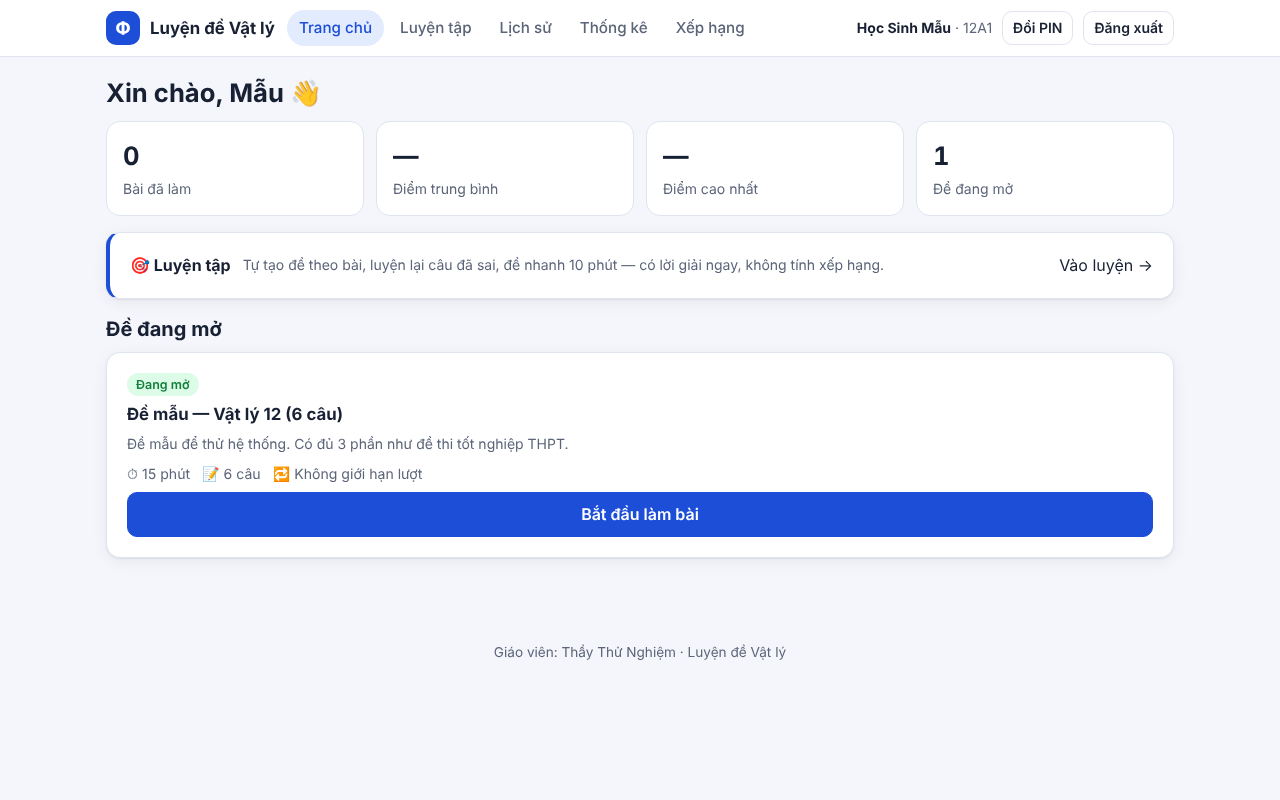 Φ Luyện đề Vật lý Trang chủ Luyện tập Lịch sử Thống kê Xếp hạng Học Sinh Mẫu · 12A1 Đổi PIN Đăng xuất
Xin chào, Mẫu 👋
0
Bài đã làm
—
Điểm trung bình
—
Điểm cao nhất
1
Đề đang mở
🎯 Luyện tập Tự tạo đề theo bài, luyện lại câu đã sai, đề nhanh 10 phút — có lời giải ngay, không tính xếp hạng. Vào luyện →
Đề đang mở
Đang mở
Đề mẫu — Vật lý 12 (6 câu)
Đề mẫu để thử hệ thống. Có đủ 3 phần như đề thi tốt nghiệp THPT.
⏱ 15 phút 📝 6 câu 🔁 Không giới hạn lượt
Bắt đầu làm bài
Giáo viên: Thầy Thử Nghiệm · Luyện đề Vật lý